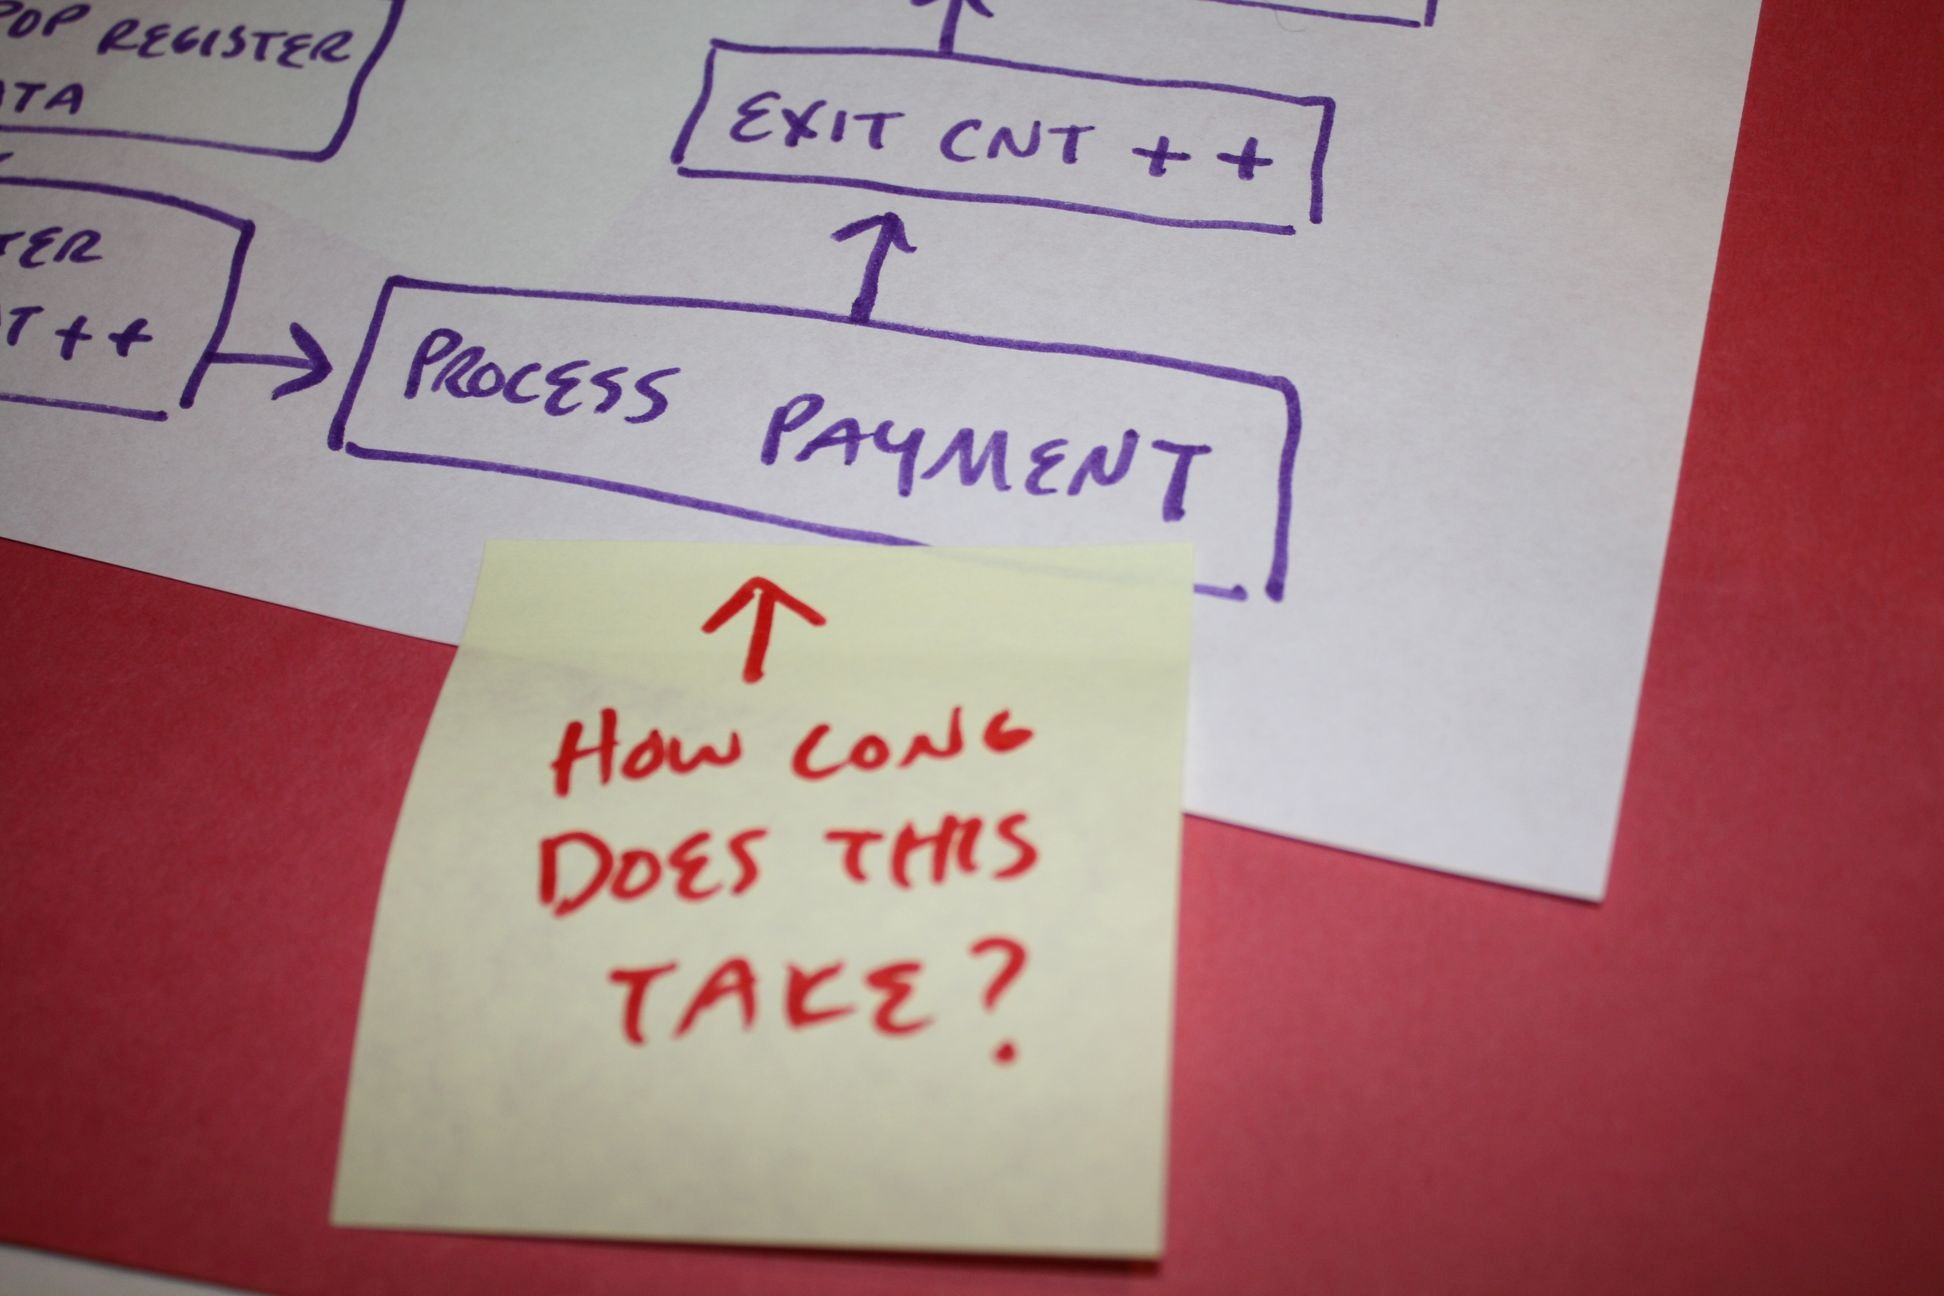 POP REGISTER
ATA
EXIT CNT ++
TER
T ++
PROCESS PAYMENT
HOW LONG
DOES THIS
TAKE?